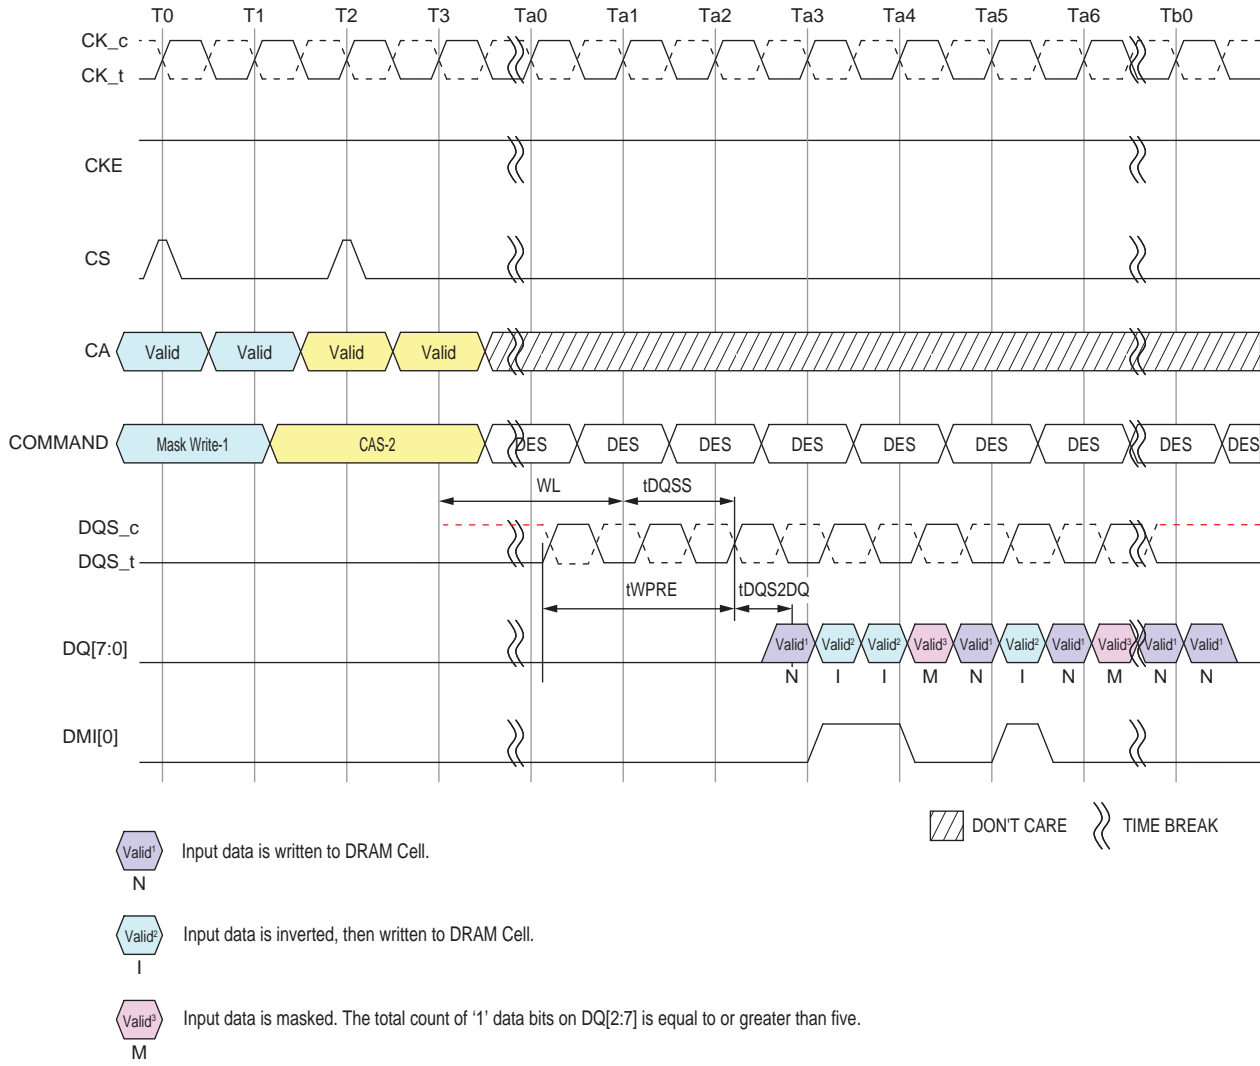 T0 T1 T2 T3 Ta0 Ta1 Ta2 Ta3 Ta4 Ta5 Ta6 Tb0
CK_c
CK_t
CKE
CS
CA Valid Valid Valid Valid
COMMAND Mask Write-1 CAS-2 DES DES DES DES DES DES DES DES DES
WL tDQSS
DQS_c
DQS_t
tWPRE tDQS2DQ
DQ[7:0] Valid¹ Valid² Valid² Valid³ Valid¹ Valid² Valid¹ Valid³ Valid¹ Valid¹
N I I M N I N M N N
DMI[0]
DON'T CARE TIME BREAK
Valid¹ Input data is written to DRAM Cell.
N
Valid² Input data is inverted, then written to DRAM Cell.
I
Valid³ Input data is masked. The total count of ‘1’ data bits on DQ[2:7] is equal to or greater than five.
M